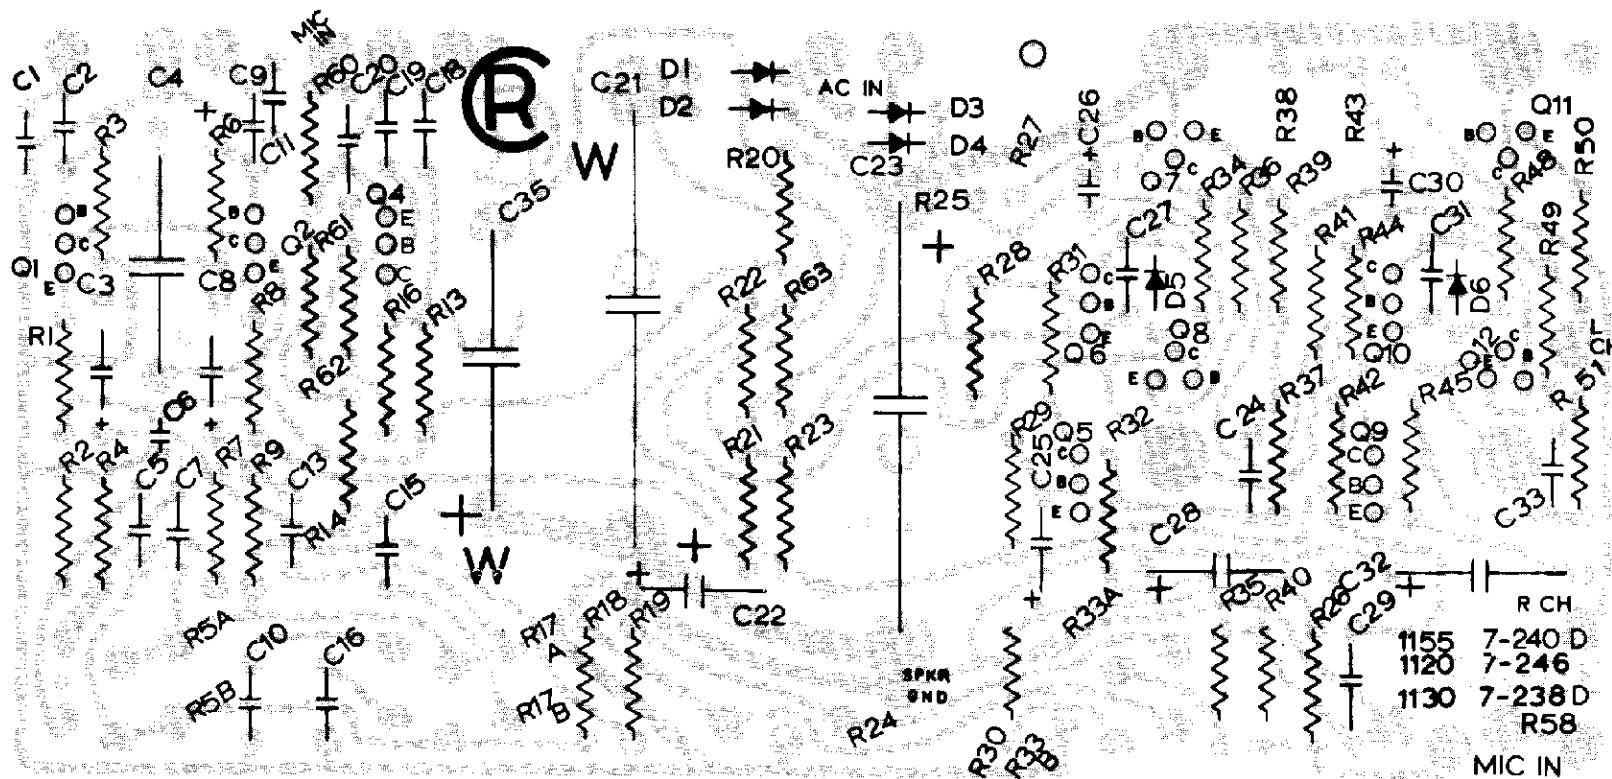 C1
C2
C4
C9
MIC IN
R60
C20
C19
C18
R
C21
D1
D2
AC IN
D3
D4
R27
C26
R38
R43
Q11
R50
R3
R6
C11
W
R20
C23
B
E
C
Q7
R34
R36
R39
C30
B
E
C
R48
Q4
C35
R25
B
C
E
Q1
C3
C8
B
C
E
Q2
R61
E
B
C
C27
R41
R44
C31
R49
R8
R16
R13
R22
R63
R28
R31
C
B
E
Q6
D5
Q8
C
E
B
C
B
E
Q10
D6
Q12
C
E
B
R1
R62
C6
R37
R42
R45
R51
R2
R4
C5
C7
R7
R9
C13
R14
C15
R21
R23
R29
C25
Q5
C
B
E
R32
C24
Q9
C
B
E
C33
C28
W
R5A
C10
C16
R17
A
R18
R19
C22
R33A
R35
R40
R26
C32
C29
R CH
1155 7-240 D
1120 7-246
1130 7-238 D
R5B
R17
B
R24
SPKR
GND
R30
R33
B
R58
MIC IN